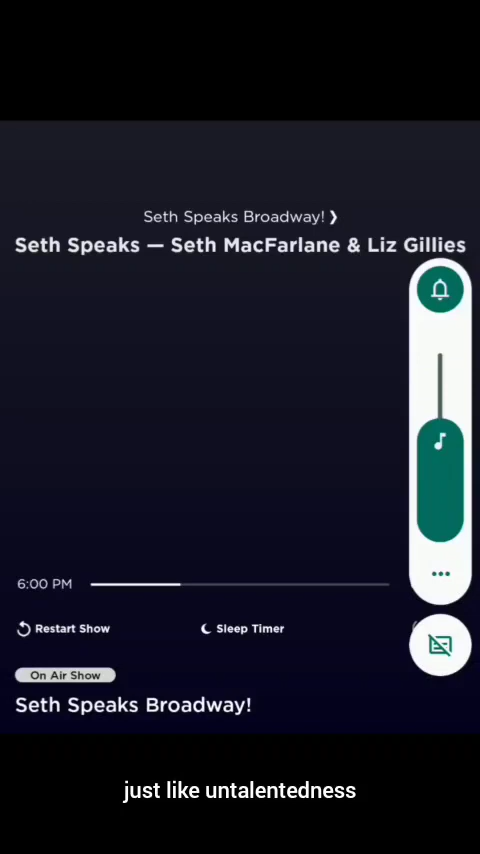 Seth Speaks Broadway! ❯
Seth Speaks — Seth MacFarlane & Liz Gillies
6:00 PM
Restart Show
Sleep Timer
On Air Show
Seth Speaks Broadway!
just like untalentedness